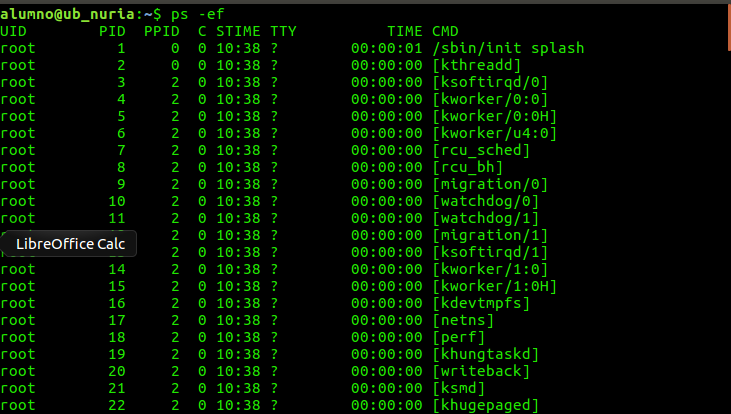 alumno@ub_nuria:~$ ps -ef
UID        PID  PPID  C STIME TTY          TIME CMD
root         1     0  0 10:38 ?        00:00:01 /sbin/init splash
root         2     0  0 10:38 ?        00:00:00 [kthreadd]
root         3     2  0 10:38 ?        00:00:00 [ksoftirqd/0]
root         4     2  0 10:38 ?        00:00:00 [kworker/0:0]
root         5     2  0 10:38 ?        00:00:00 [kworker/0:0H]
root         6     2  0 10:38 ?        00:00:00 [kworker/u4:0]
root         7     2  0 10:38 ?        00:00:00 [rcu_sched]
root         8     2  0 10:38 ?        00:00:00 [rcu_bh]
root         9     2  0 10:38 ?        00:00:00 [migration/0]
root        10     2  0 10:38 ?        00:00:00 [watchdog/0]
root        11     2  0 10:38 ?        00:00:00 [watchdog/1]
2  0 10:38 ?        00:00:00 [migration/1]
LibreOffice Calc
2  0 10:38 ?        00:00:00 [ksoftirqd/1]
root        14     2  0 10:38 ?        00:00:00 [kworker/1:0]
root        15     2  0 10:38 ?        00:00:00 [kworker/1:0H]
root        16     2  0 10:38 ?        00:00:00 [kdevtmpfs]
root        17     2  0 10:38 ?        00:00:00 [netns]
root        18     2  0 10:38 ?        00:00:00 [perf]
root        19     2  0 10:38 ?        00:00:00 [khungtaskd]
root        20     2  0 10:38 ?        00:00:00 [writeback]
root        21     2  0 10:38 ?        00:00:00 [ksmd]
root        22     2  0 10:38 ?        00:00:00 [khugepaged]